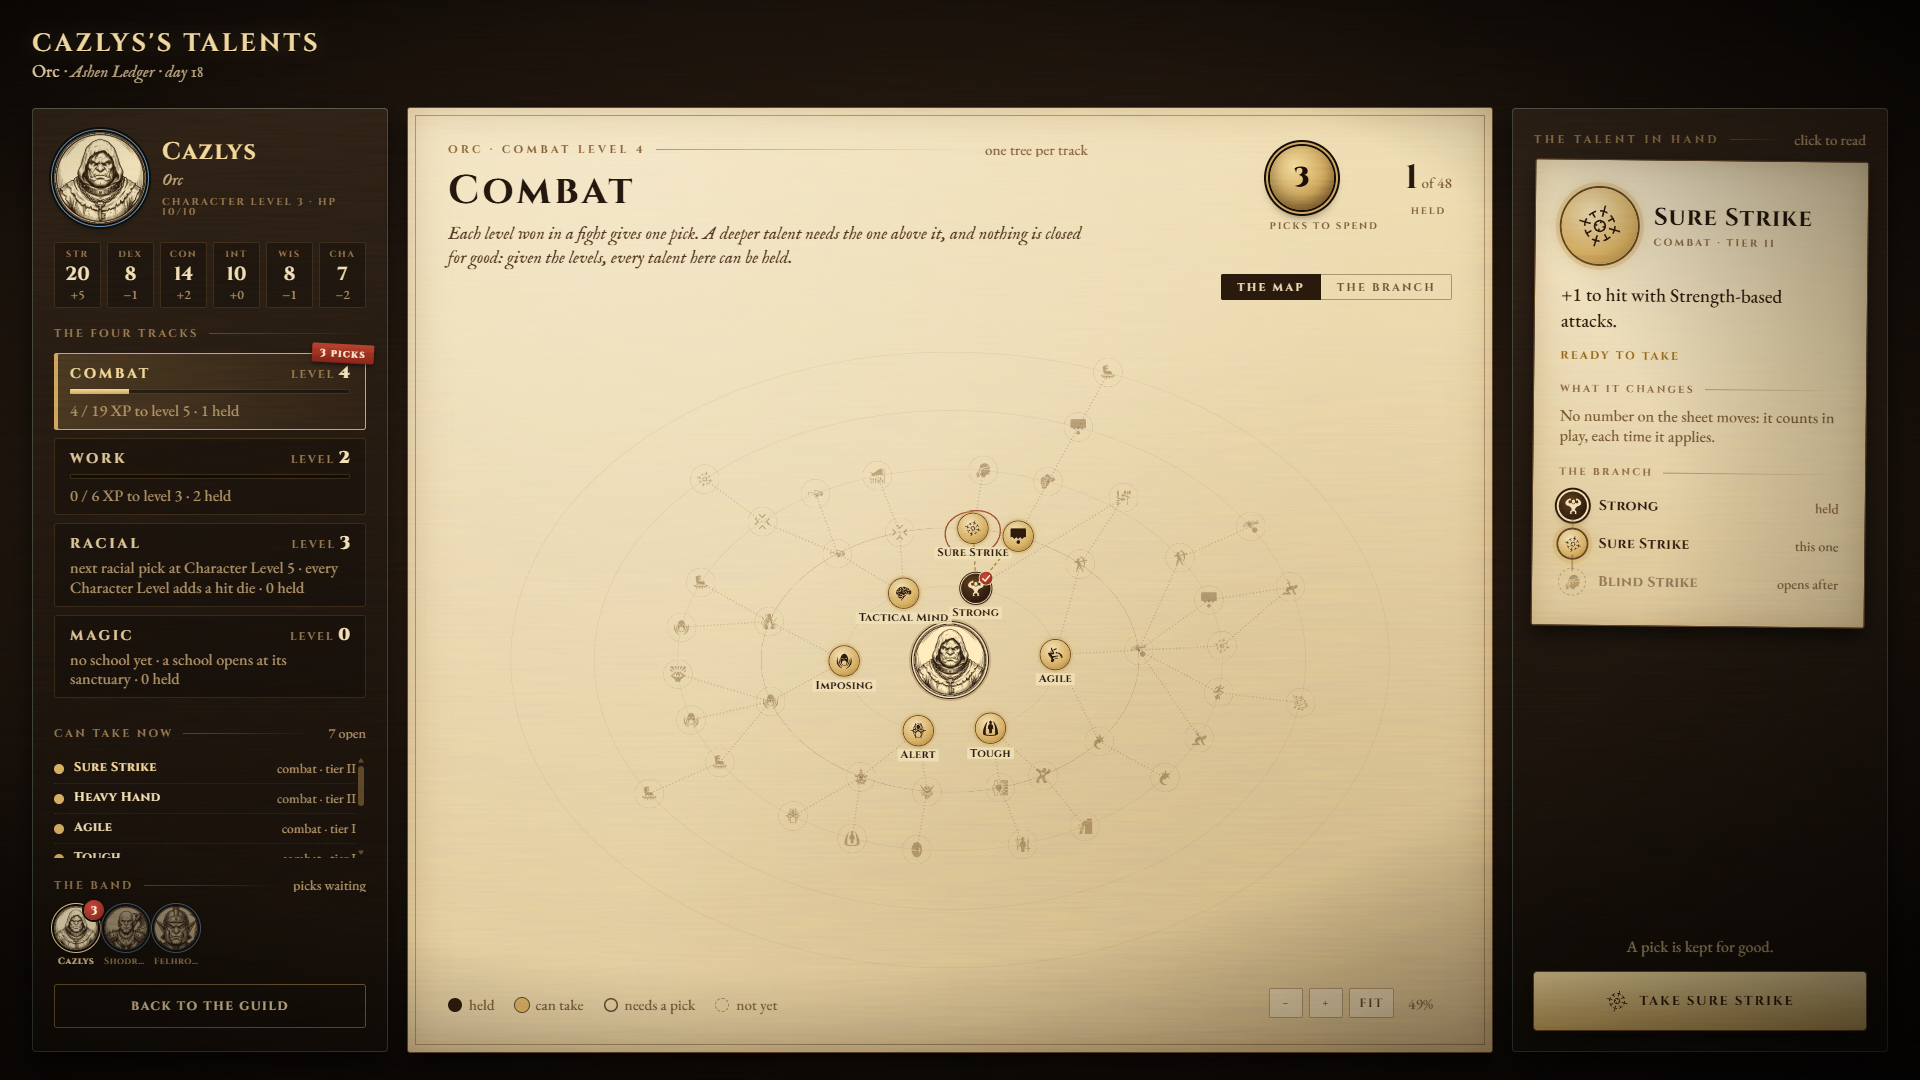 CAZLYS'S TALENTS
Orc · Ashen Ledger · day 18
CAZLYS
Orc
CHARACTER LEVEL 3 · HP
10/10
STR DEX CON INT WIS CHA
20 8 14 10 8 7
+5 −1 +2 +0 −1 −2
THE FOUR TRACKS
3 PICKS
COMBAT LEVEL 4
4 / 19 XP to level 5 · 1 held
WORK LEVEL 2
0 / 6 XP to level 3 · 2 held
RACIAL LEVEL 3
next racial pick at Character Level 5 · every
Character Level adds a hit die · 0 held
MAGIC LEVEL 0
no school yet · a school opens at its
sanctuary · 0 held
CAN TAKE NOW 7 open
SURE STRIKE combat · tier II
HEAVY HAND combat · tier II
AGILE combat · tier I
TOUGH combat · tier I
THE BAND picks waiting
3
CAZLYS SHODR... FELHRO...
BACK TO THE GUILD
ORC · COMBAT LEVEL 4 one tree per track
COMBAT
Each level won in a fight gives one pick. A deeper talent needs the one above it, and nothing is closed
for good: given the levels, every talent here can be held.
3
PICKS TO SPEND
1 of 48
HELD
THE MAP THE BRANCH
SURE STRIKE
TACTICAL MIND STRONG
IMPOSING
AGILE
ALERT
TOUGH
held can take needs a pick not yet
− + FIT 49%
THE TALENT IN HAND click to read
SURE STRIKE
COMBAT · TIER II
+1 to hit with Strength-based
attacks.
READY TO TAKE
WHAT IT CHANGES
No number on the sheet moves: it counts in
play, each time it applies.
THE BRANCH
STRONG held
SURE STRIKE this one
BLIND STRIKE opens after
A pick is kept for good.
TAKE SURE STRIKE